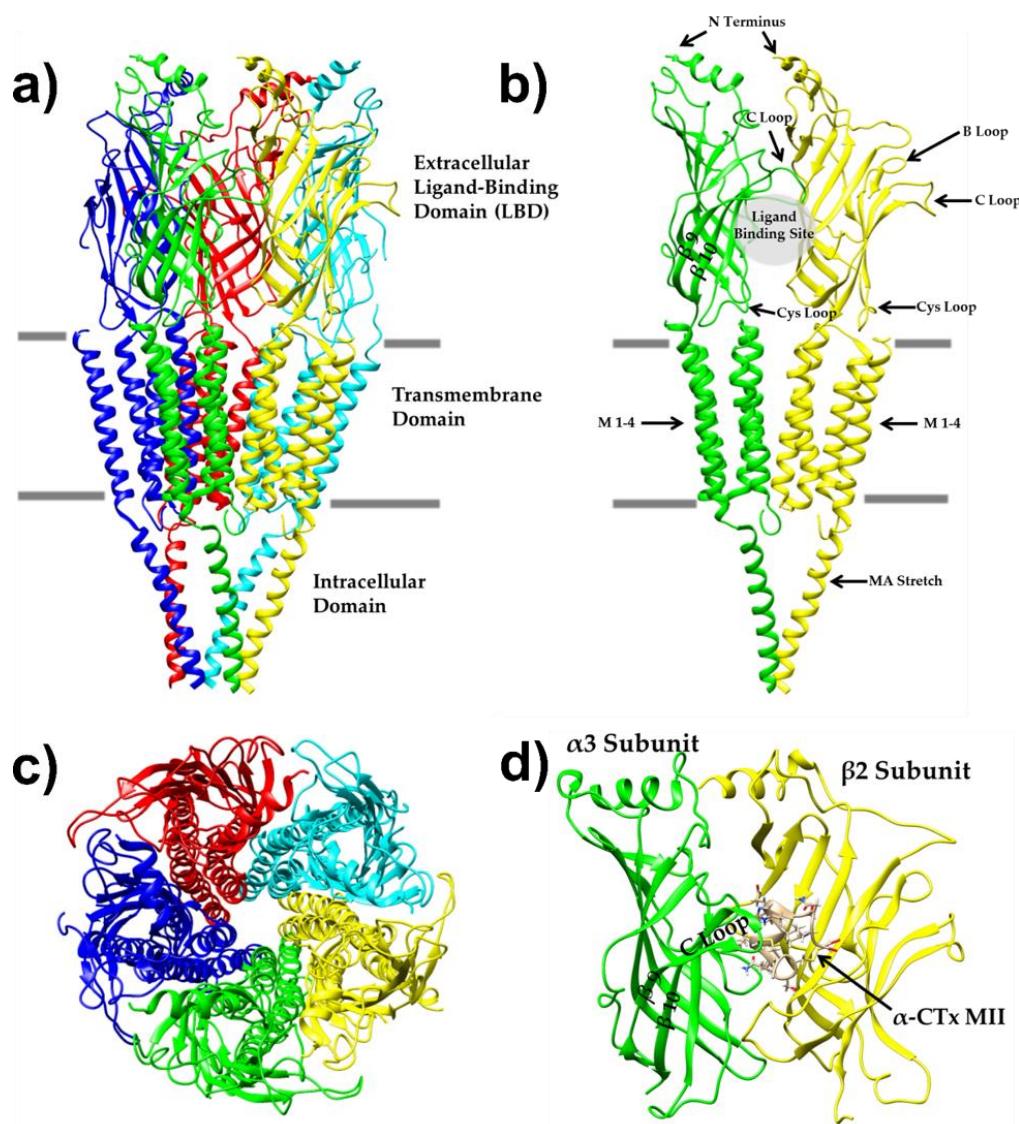 a)
Extracellular
Ligand-Binding
Domain (LBD)
Transmembrane
Domain
Intracellular
Domain
b)
N Terminus
C Loop
B Loop
C Loop
Ligand
Binding Site
β9
β10
Cys Loop
Cys Loop
M 1-4
M 1-4
MA Stretch
c)
d)
α3 Subunit
β2 Subunit
C Loop
β9
β10
α-CTx MII